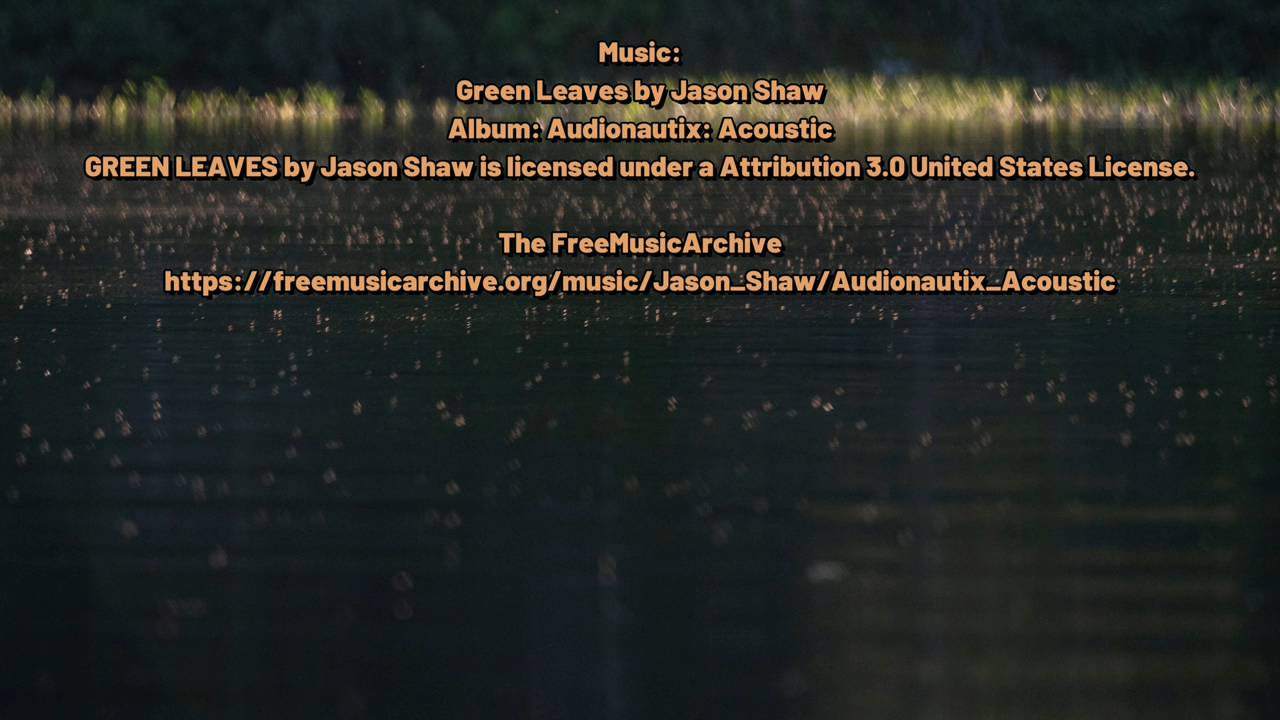 Music:
Green Leaves by Jason Shaw
Album: Audionautix: Acoustic
GREEN LEAVES by Jason Shaw is licensed under a Attribution 3.0 United States License.
The FreeMusicArchive
https://freemusicarchive.org/music/Jason_Shaw/Audionautix_Acoustic